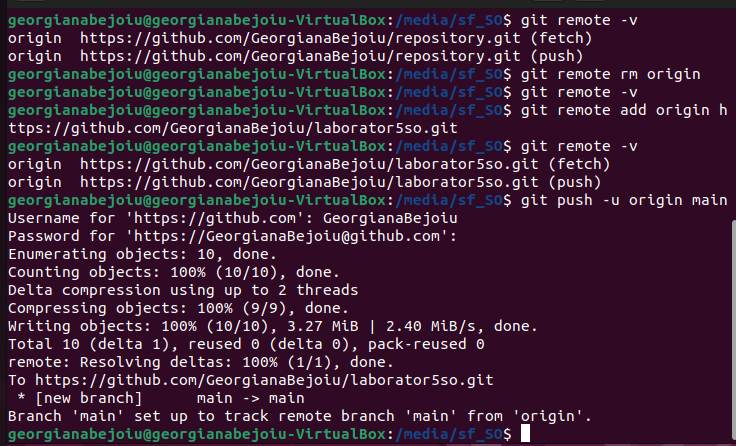 georgianabejoiu@georgianabejoiu-VirtualBox:/media/sf_SO$ git remote -v
origin  https://github.com/GeorgianaBejoiu/repository.git (fetch)
origin  https://github.com/GeorgianaBejoiu/repository.git (push)
georgianabejoiu@georgianabejoiu-VirtualBox:/media/sf_SO$ git remote rm origin
georgianabejoiu@georgianabejoiu-VirtualBox:/media/sf_SO$ git remote -v
georgianabejoiu@georgianabejoiu-VirtualBox:/media/sf_SO$ git remote add origin h
ttps://github.com/GeorgianaBejoiu/laborator5so.git
georgianabejoiu@georgianabejoiu-VirtualBox:/media/sf_SO$ git remote -v
origin  https://github.com/GeorgianaBejoiu/laborator5so.git (fetch)
origin  https://github.com/GeorgianaBejoiu/laborator5so.git (push)
georgianabejoiu@georgianabejoiu-VirtualBox:/media/sf_SO$ git push -u origin main
Username for 'https://github.com': GeorgianaBejoiu
Password for 'https://GeorgianaBejoiu@github.com':
Enumerating objects: 10, done.
Counting objects: 100% (10/10), done.
Delta compression using up to 2 threads
Compressing objects: 100% (9/9), done.
Writing objects: 100% (10/10), 3.27 MiB | 2.40 MiB/s, done.
Total 10 (delta 1), reused 0 (delta 0), pack-reused 0
remote: Resolving deltas: 100% (1/1), done.
To https://github.com/GeorgianaBejoiu/laborator5so.git
 * [new branch]      main -> main
Branch 'main' set up to track remote branch 'main' from 'origin'.
georgianabejoiu@georgianabejoiu-VirtualBox:/media/sf_SO$